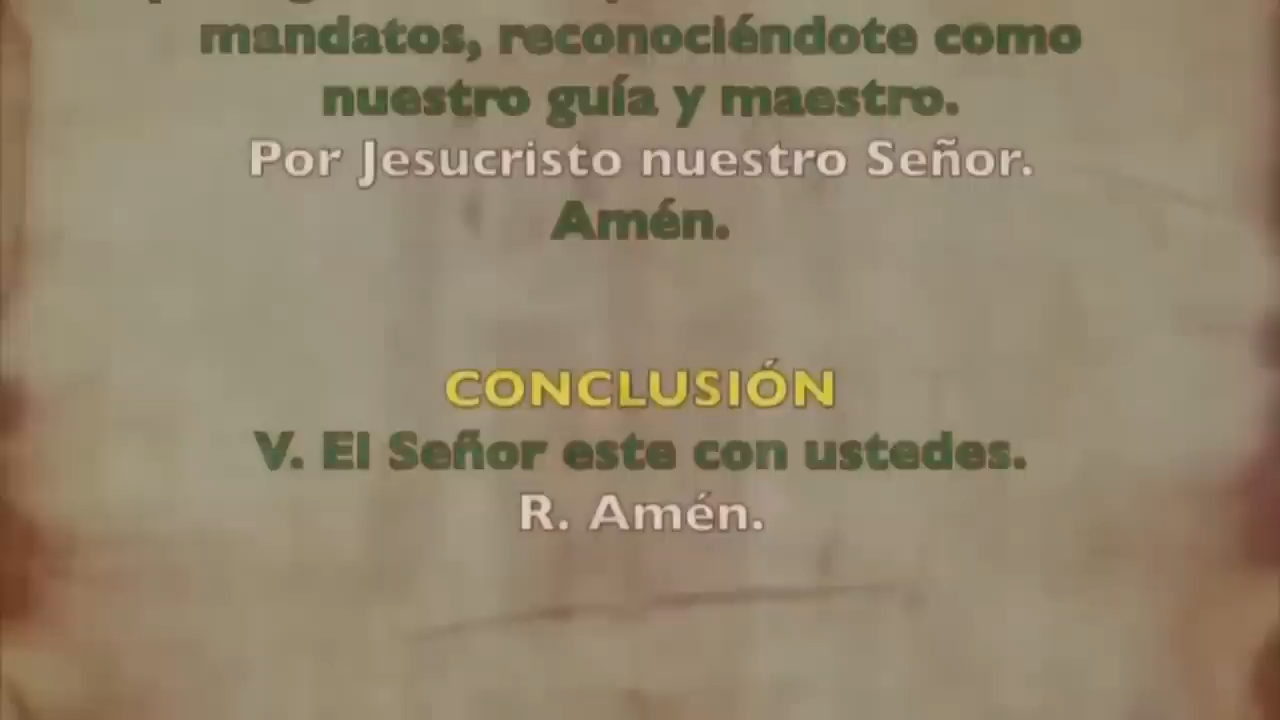 mandatos, reconociéndote como
nuestro guía y maestro.
Por Jesucristo nuestro Señor.
Amén.
CONCLUSIÓN
V. El Señor este con ustedes.
R. Amén.